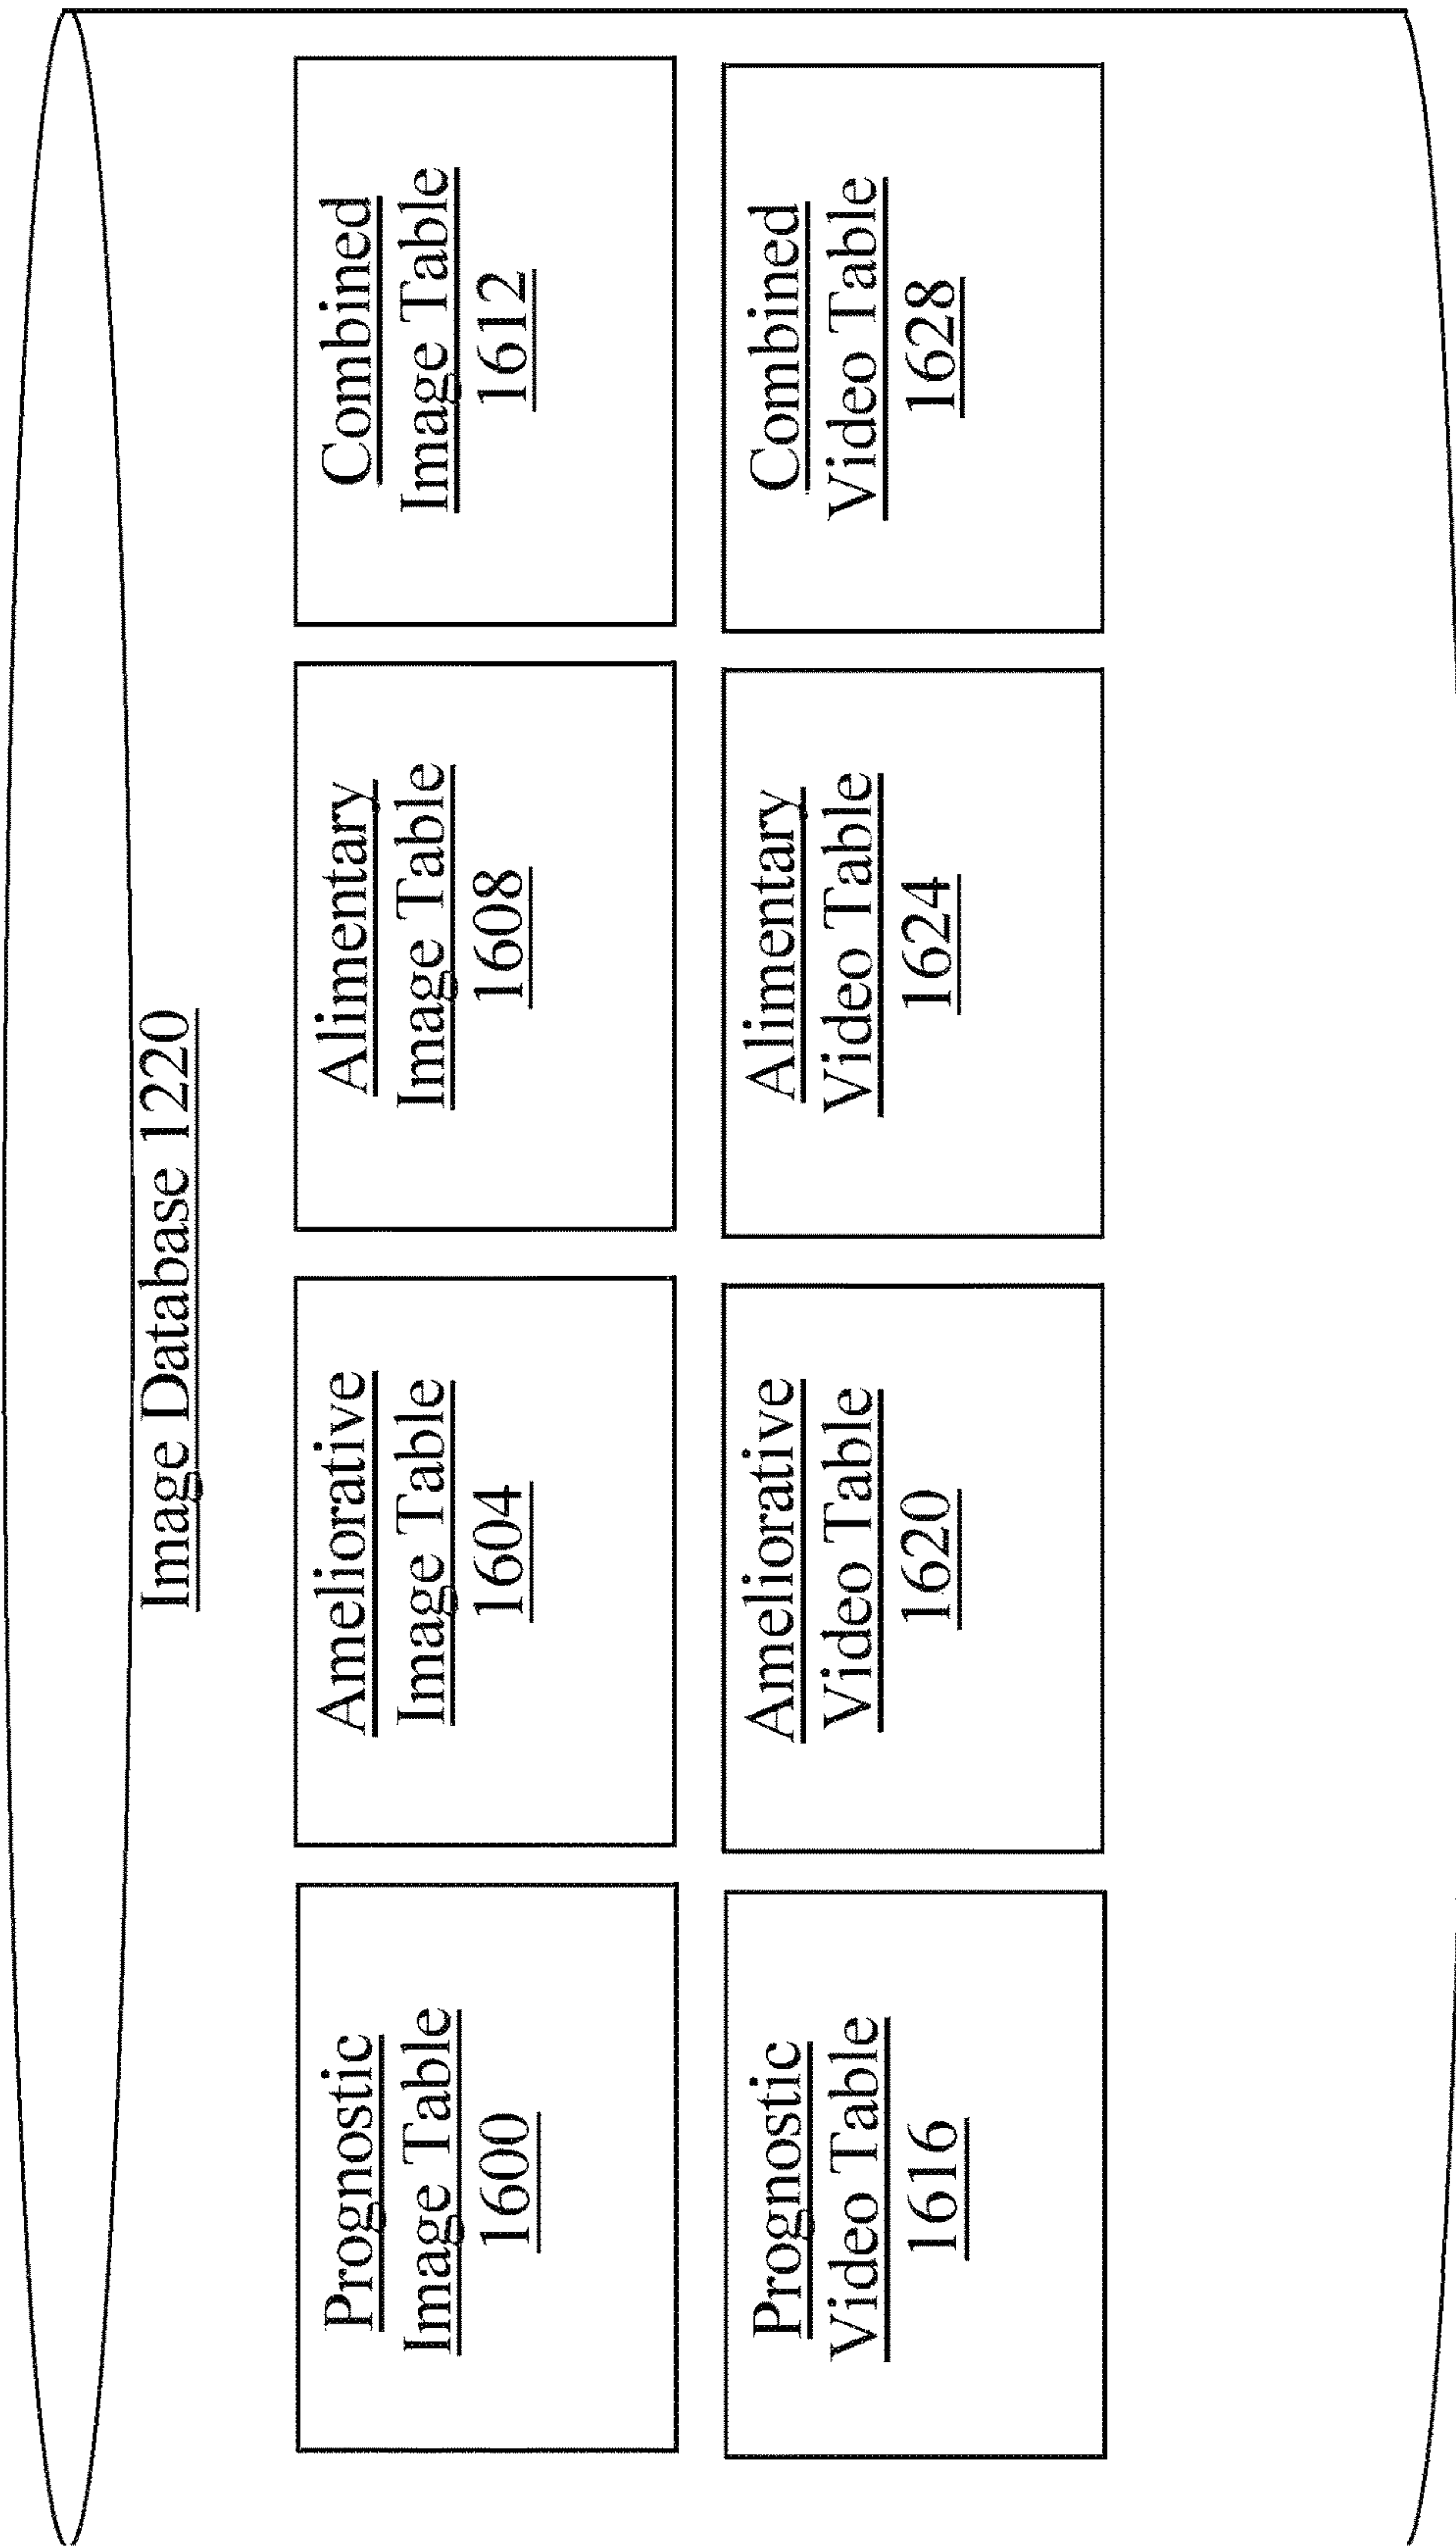 Image Database 1220
Prognostic
Image Table
1600
Ameliorative
Image Table
1604
Alimentary
Image Table
1608
Combined
Image Table
1612
Prognostic
Video Table
1616
Ameliorative
Video Table
1620
Alimentary
Video Table
1624
Combined
Video Table
1628